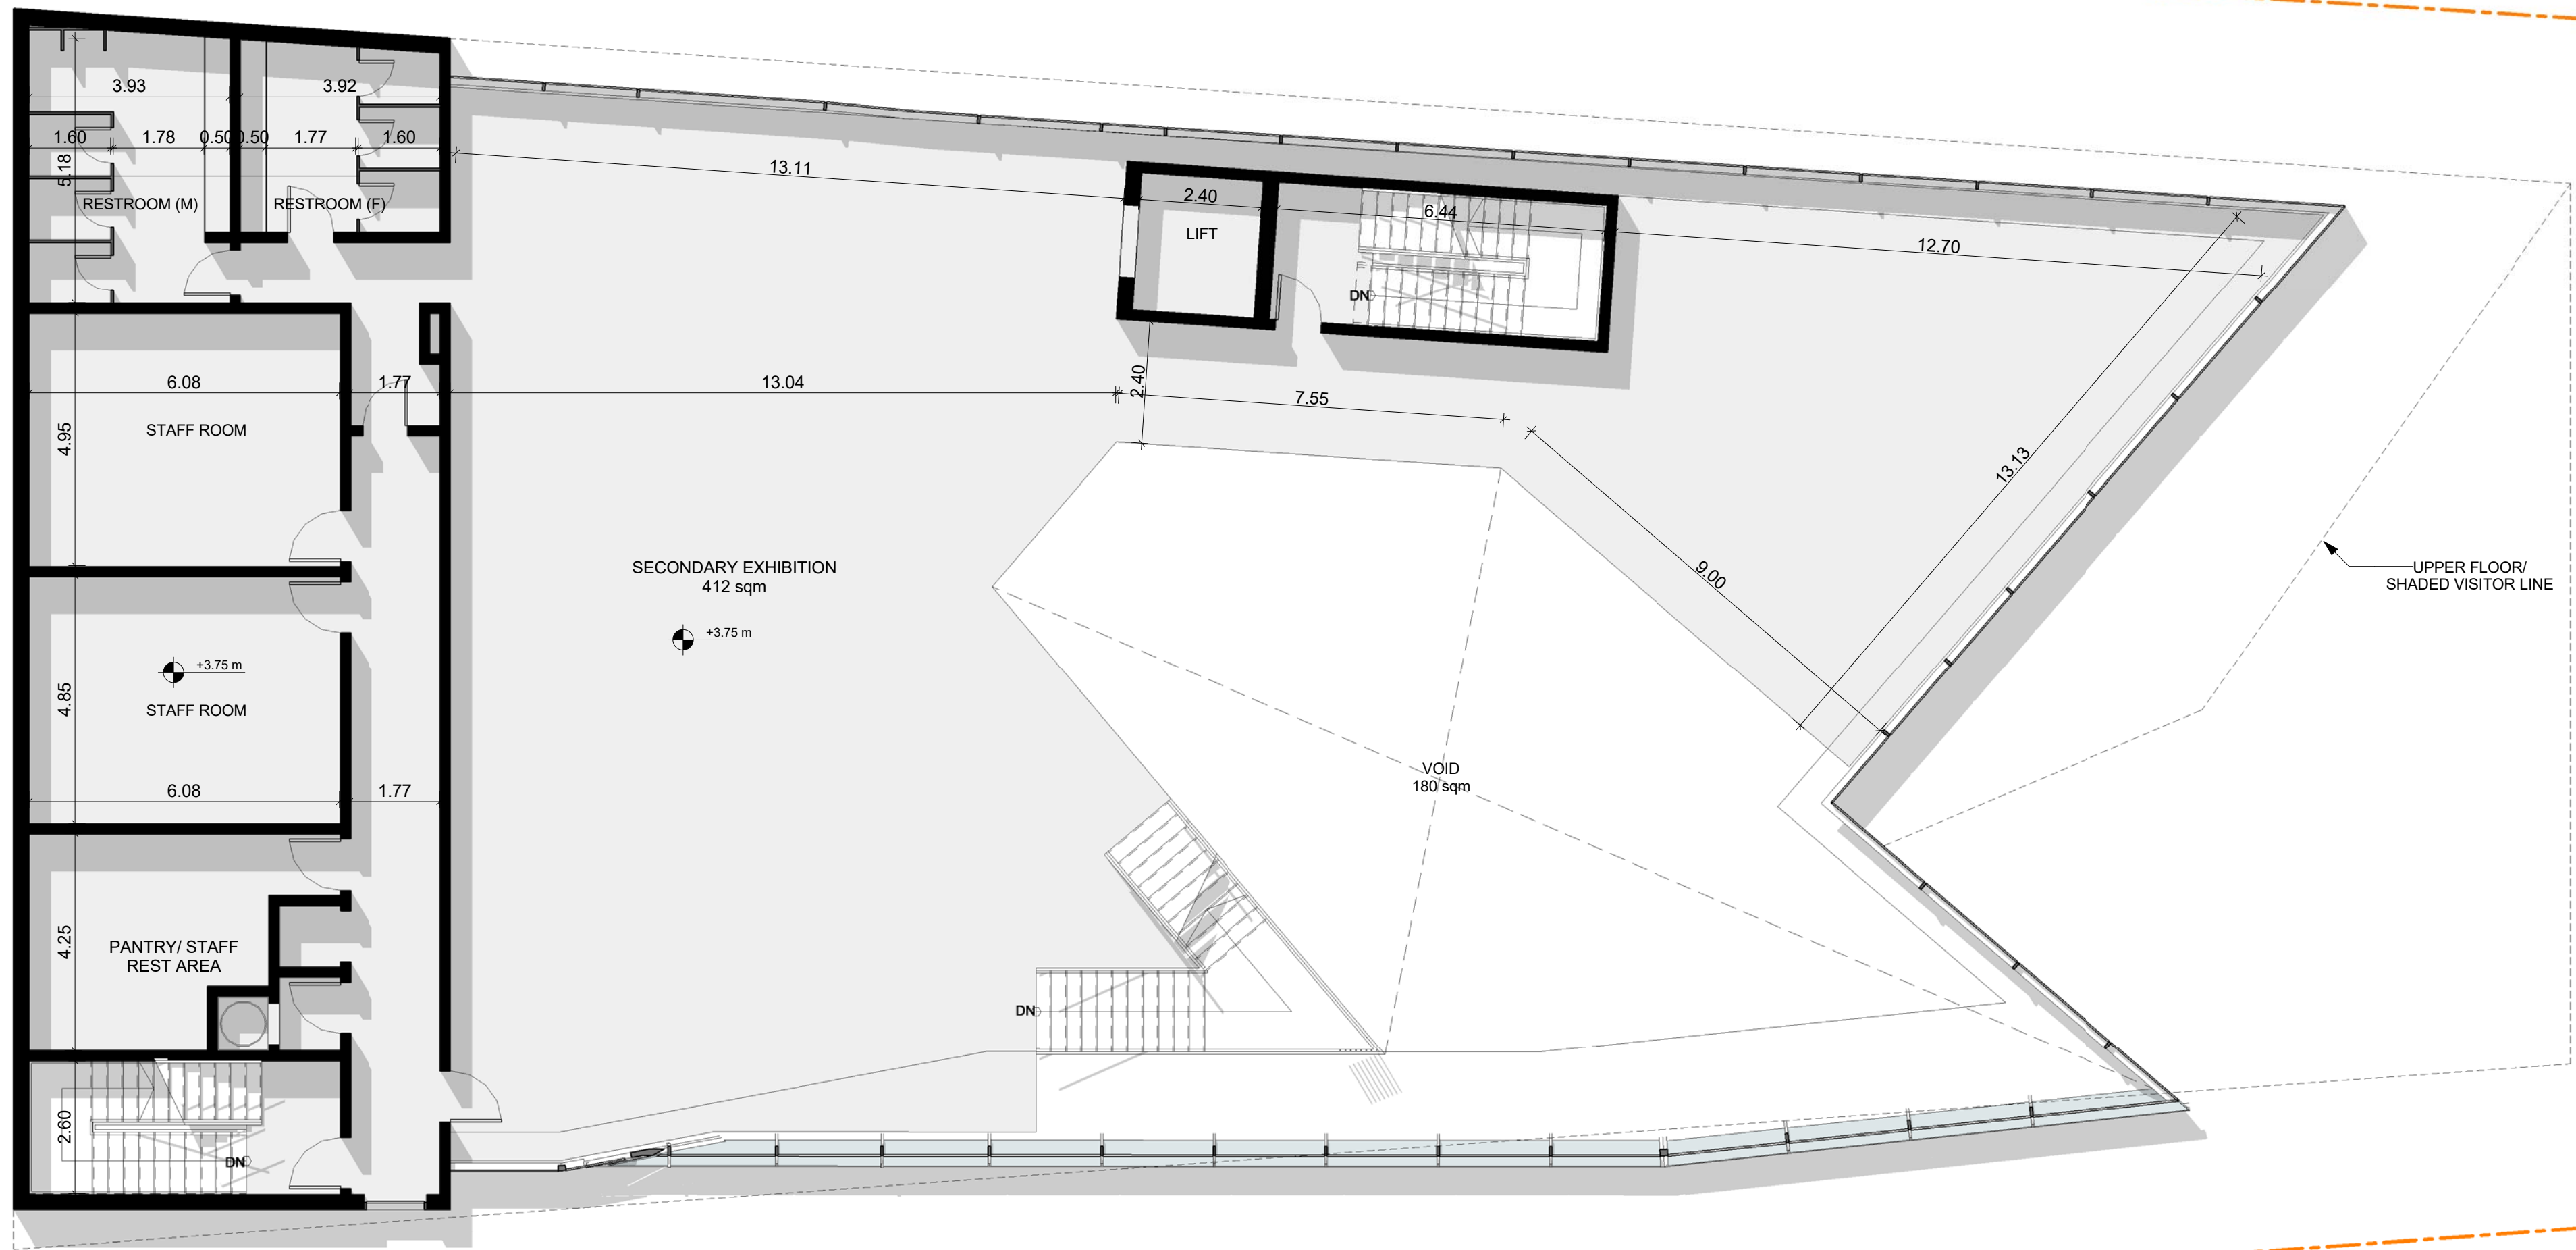 3.93
3.92
1.60
1.78
0.50
0.50
1.77
1.60
5.18
RESTROOM (M)
RESTROOM (F)
13.11
2.40
6.44
LIFT
12.70
DN
6.08
1.77
13.04
2.40
7.55
STAFF ROOM
4.95
13.13
9.00
SECONDARY EXHIBITION
412 sqm
+3.75 m
UPPER FLOOR/
SHADED VISITOR LINE
+3.75 m
4.85
STAFF ROOM
6.08
1.77
VOID
180 sqm
4.25
PANTRY/ STAFF
REST AREA
DN
2.60
DN